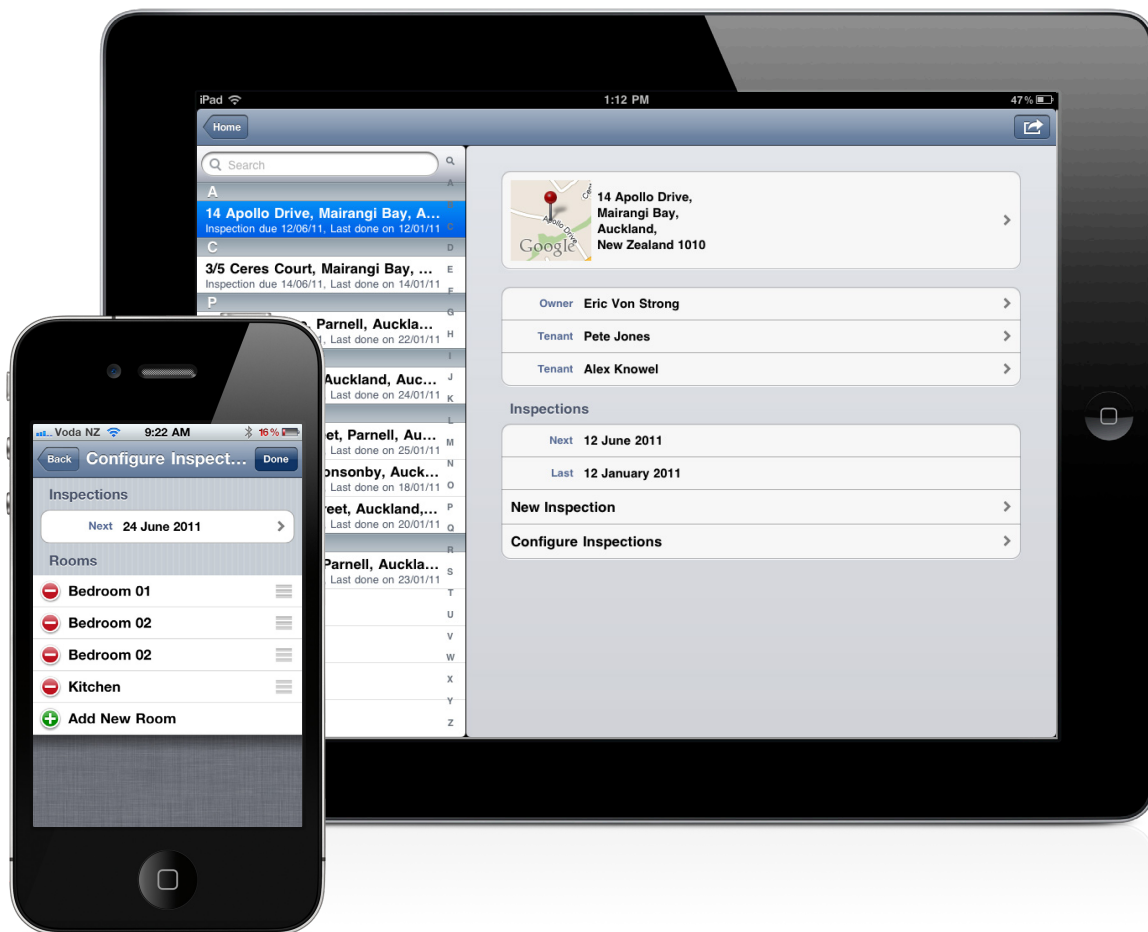 iPad
1:12 PM
47%
Home
Search
A
14 Apollo Drive, Mairangi Bay, A...
Inspection due 12/06/11, Last done on 12/01/11
C
3/5 Ceres Court, Mairangi Bay, ...
Inspection due 14/06/11, Last done on 14/01/11
P
Parnell, Auckla...
Last done on 22/01/11
Auckland, Auc...
Last done on 24/01/11
Parnell, Au...
Last done on 25/01/11
Auck...
Last done on 18/01/11
Auckland,...
Last done on 20/01/11
Parnell, Auckla...
Last done on 23/01/11
A
B
C
D
E
F
G
H
I
J
K
L
M
N
O
P
Q
R
S
T
U
V
W
X
Y
Z
Apollo Drive
Google
14 Apollo Drive,
Mairangi Bay,
Auckland,
New Zealand 1010
Owner Eric Von Strong
Tenant Pete Jones
Tenant Alex Knowel
Inspections
Next 12 June 2011
Last 12 January 2011
New Inspection
Configure Inspections
Voda NZ 9:22 AM 16%
Back Configure Inspect... Done
Inspections
Next 24 June 2011
Rooms
Bedroom 01
Bedroom 02
Bedroom 02
Kitchen
Add New Room